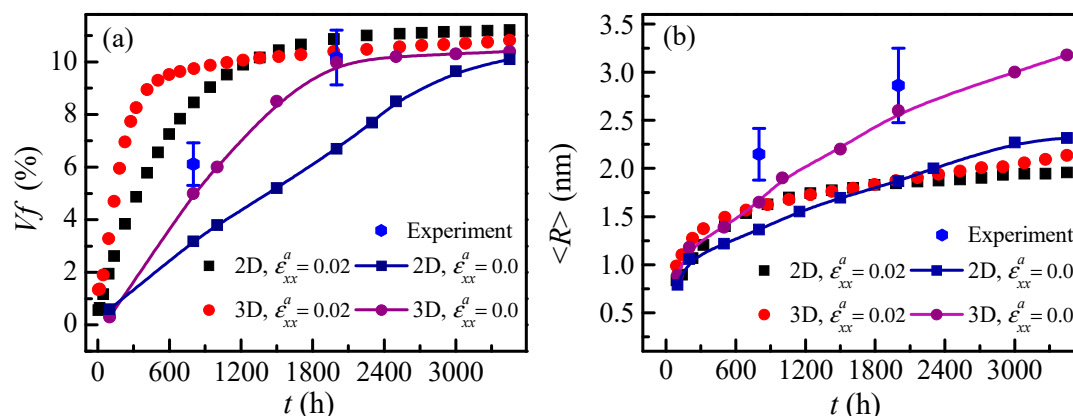 (a)
Vf (%)
10
8
6
4
2
0
Experiment
2D, εᵃₓₓ = 0.02
2D, εᵃₓₓ = 0.0
3D, εᵃₓₓ = 0.02
3D, εᵃₓₓ = 0.0
0 600 1200 1800 2400 3000
t (h)
(b)
<R> (nm)
3.5
3.0
2.5
2.0
1.5
1.0
0.5
Experiment
2D, εᵃₓₓ = 0.02
2D, εᵃₓₓ = 0.0
3D, εᵃₓₓ = 0.02
3D, εᵃₓₓ = 0.0
0 600 1200 1800 2400 3000
t (h)